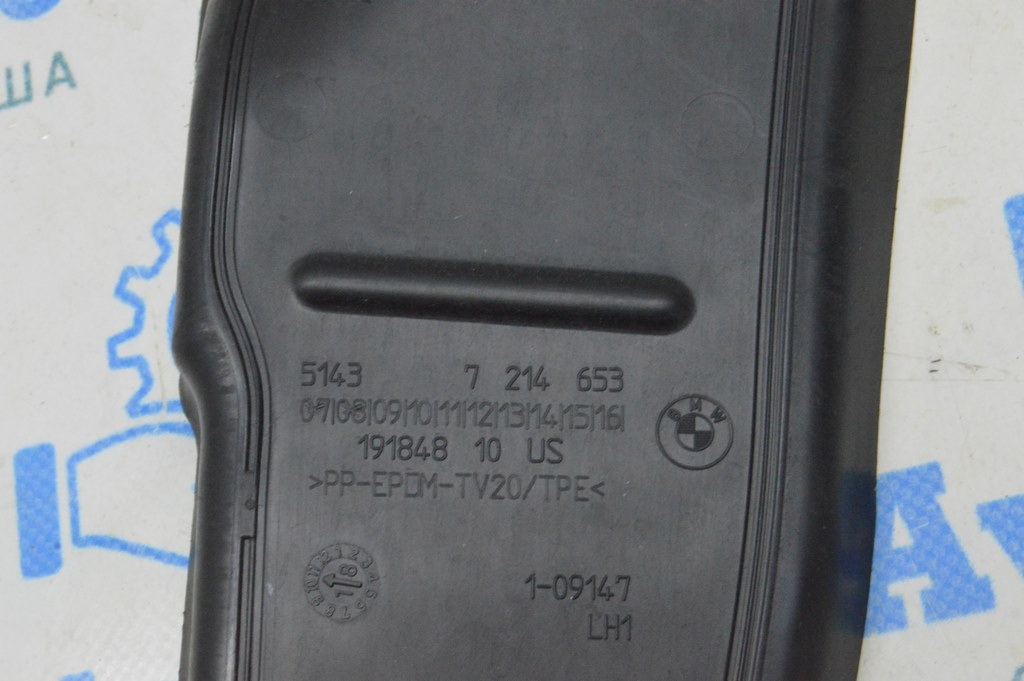 ША
5143 7 214 653
07|08|09|10|11|12|13|14|15|16|
BMW
191848 10 US
>PP-EPDM-TV20/TPE<
1-09147
LH1